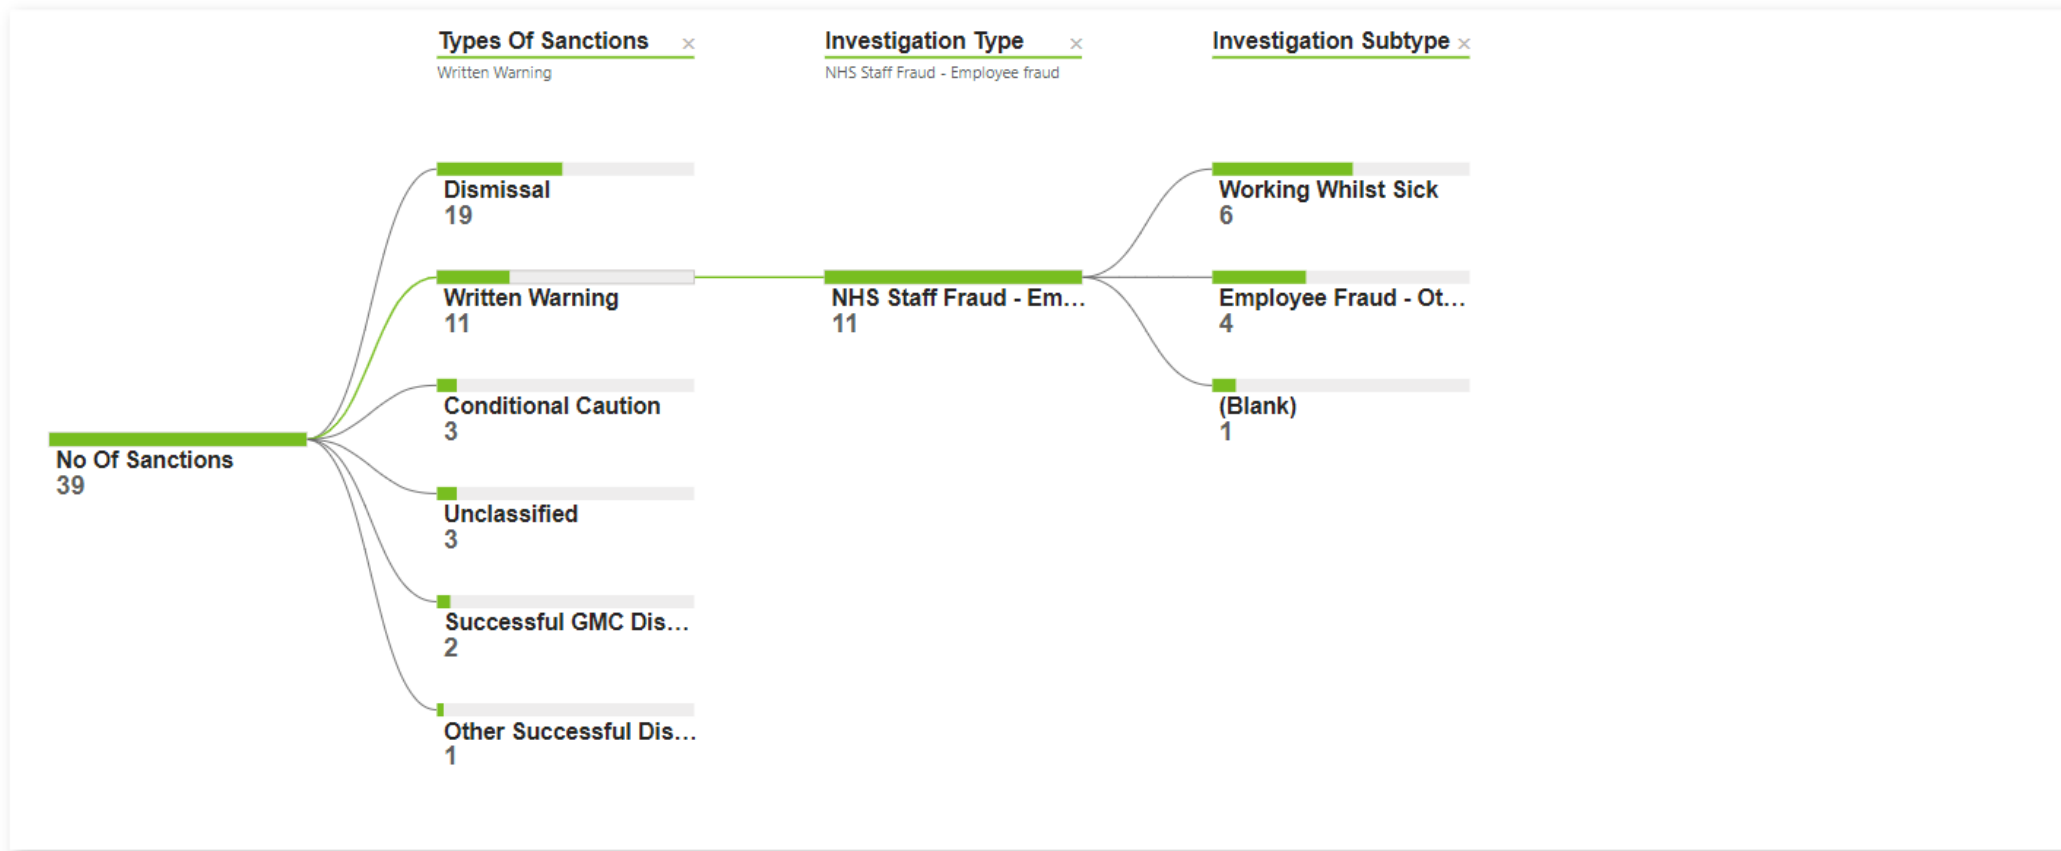 Types Of Sanctions ×
Written Warning
Investigation Type ×
NHS Staff Fraud - Employee fraud
Investigation Subtype ×
No Of Sanctions
39
Dismissal
19
Written Warning
11
Conditional Caution
3
Unclassified
3
Successful GMC Dis...
2
Other Successful Dis...
1
NHS Staff Fraud - Em...
11
Working Whilst Sick
6
Employee Fraud - Ot...
4
(Blank)
1